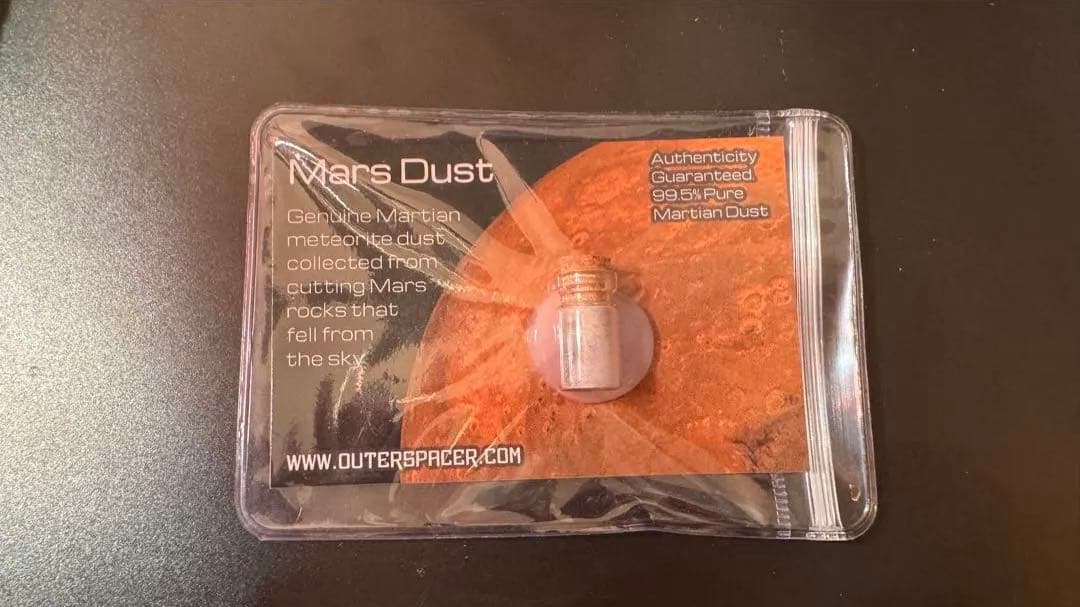 Mars Dust
Genuine Martian
meteorite dust
collected from
cutting Mars
rocks that
fell from
the sky.
WWW.OUTERSPACER.COM
Authenticity
Guaranteed.
99.5% Pure
Martian Dust